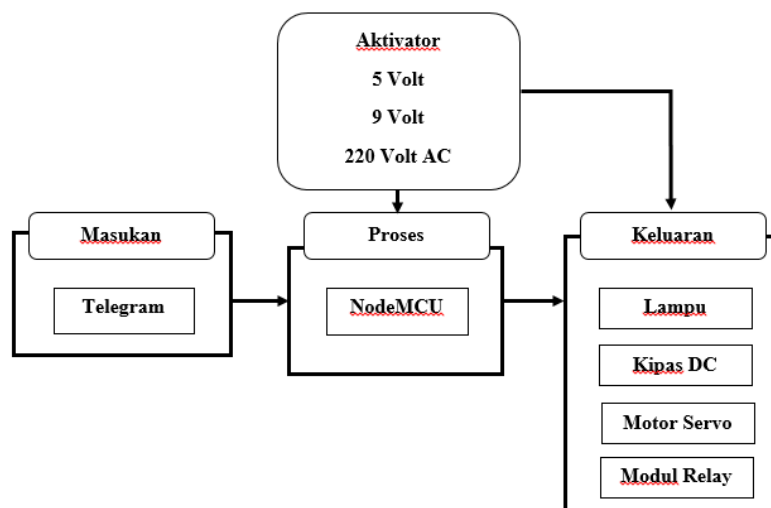 Aktivator
5 Volt
9 Volt
220 Volt AC
Masukan
Telegram
Proses
NodeMCU
Keluaran
Lampu
Kipas DC
Motor Servo
Modul Relay